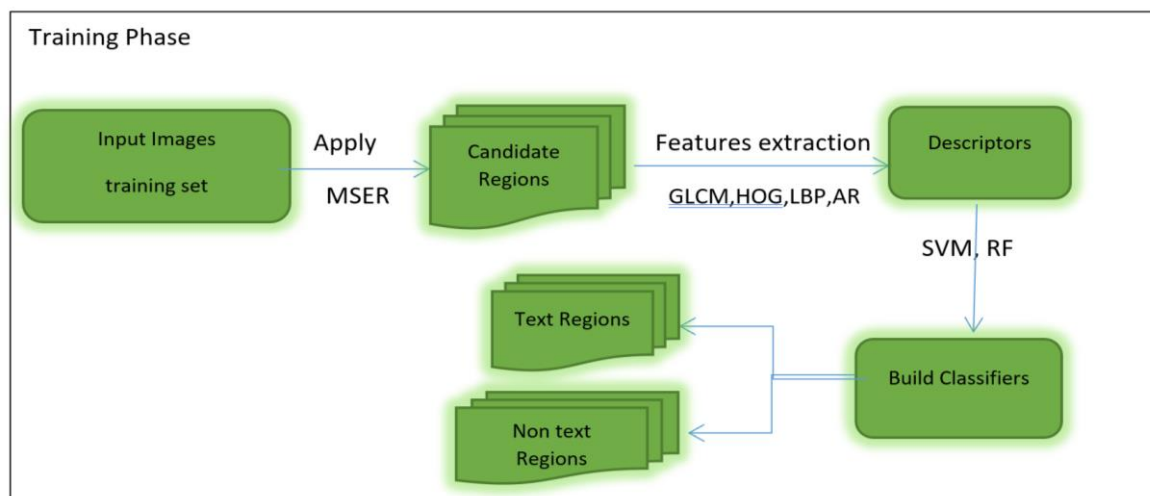 Training Phase
Input Images
training set
Apply
MSER
Candidate
Regions
Features extraction
GLCM,HOG,LBP,AR
Descriptors
SVM, RF
Build Classifiers
Text Regions
Non text
Regions